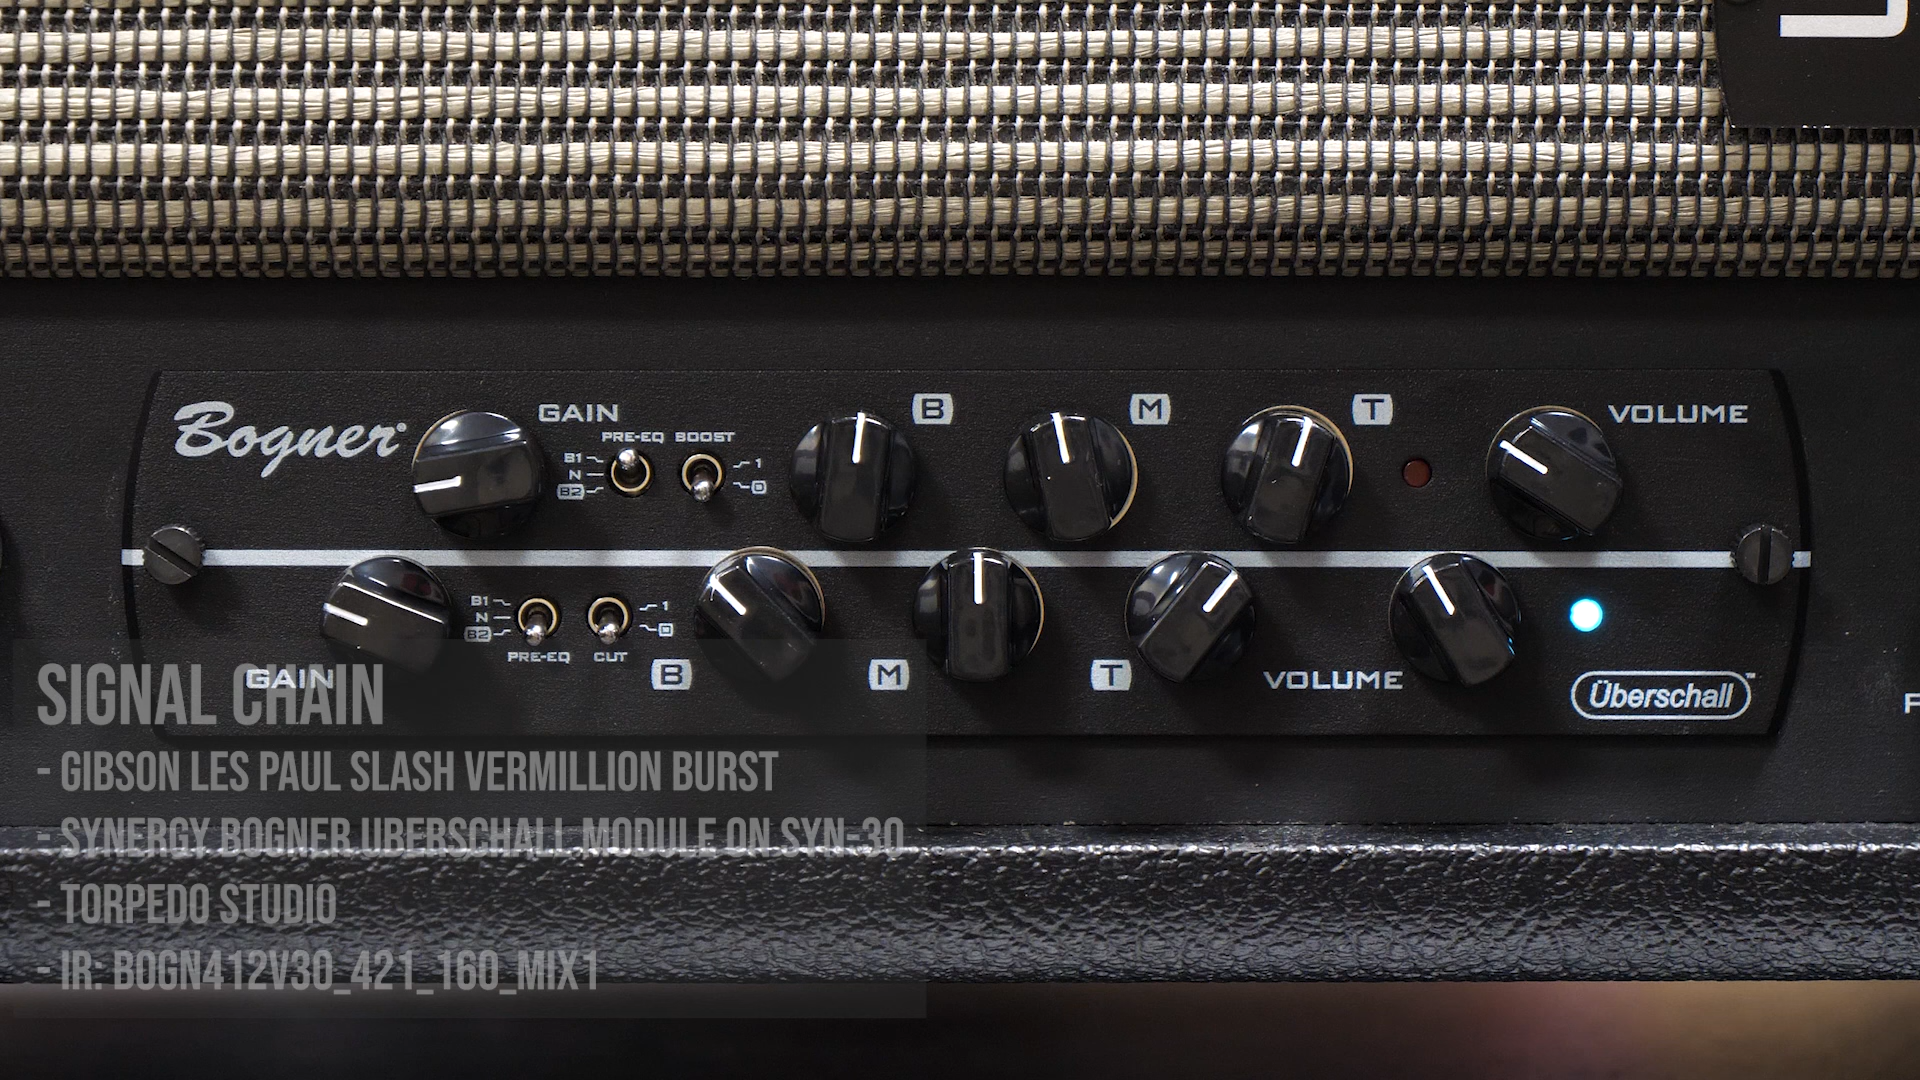 Bogner
GAIN
PRE-EQ BOOST
B1
N
B2
1
0
B
M
T
VOLUME
B1
N
B2
1
0
PRE-EQ CUT
GAIN
B
M
T
VOLUME
Überschall™
SIGNAL CHAIN
- GIBSON LES PAUL SLASH VERMILLION BURST
- SYNERGY BOGNER UBERSCHALL MODULE ON SYN-30
- TORPEDO STUDIO
- IR: BOGN412V30_421_160_MIX1